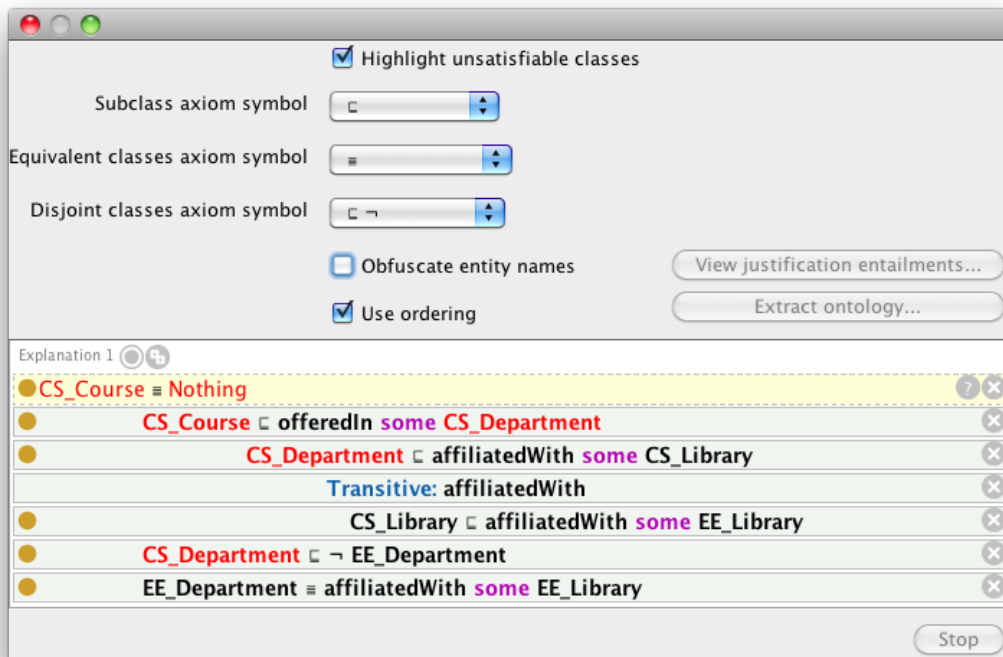 Highlight unsatisfiable classes
Subclass axiom symbol ⊏
Equivalent classes axiom symbol ≡
Disjoint classes axiom symbol ⊏ ¬
Obfuscate entity names View justification entailments...
Use ordering Extract ontology...
Explanation 1
CS_Course ≡ Nothing ?
CS_Course ⊏ offeredIn some CS_Department
CS_Department ⊏ affiliatedWith some CS_Library
Transitive: affiliatedWith
CS_Library ⊏ affiliatedWith some EE_Library
CS_Department ⊏ ¬ EE_Department
EE_Department ≡ affiliatedWith some EE_Library
Stop